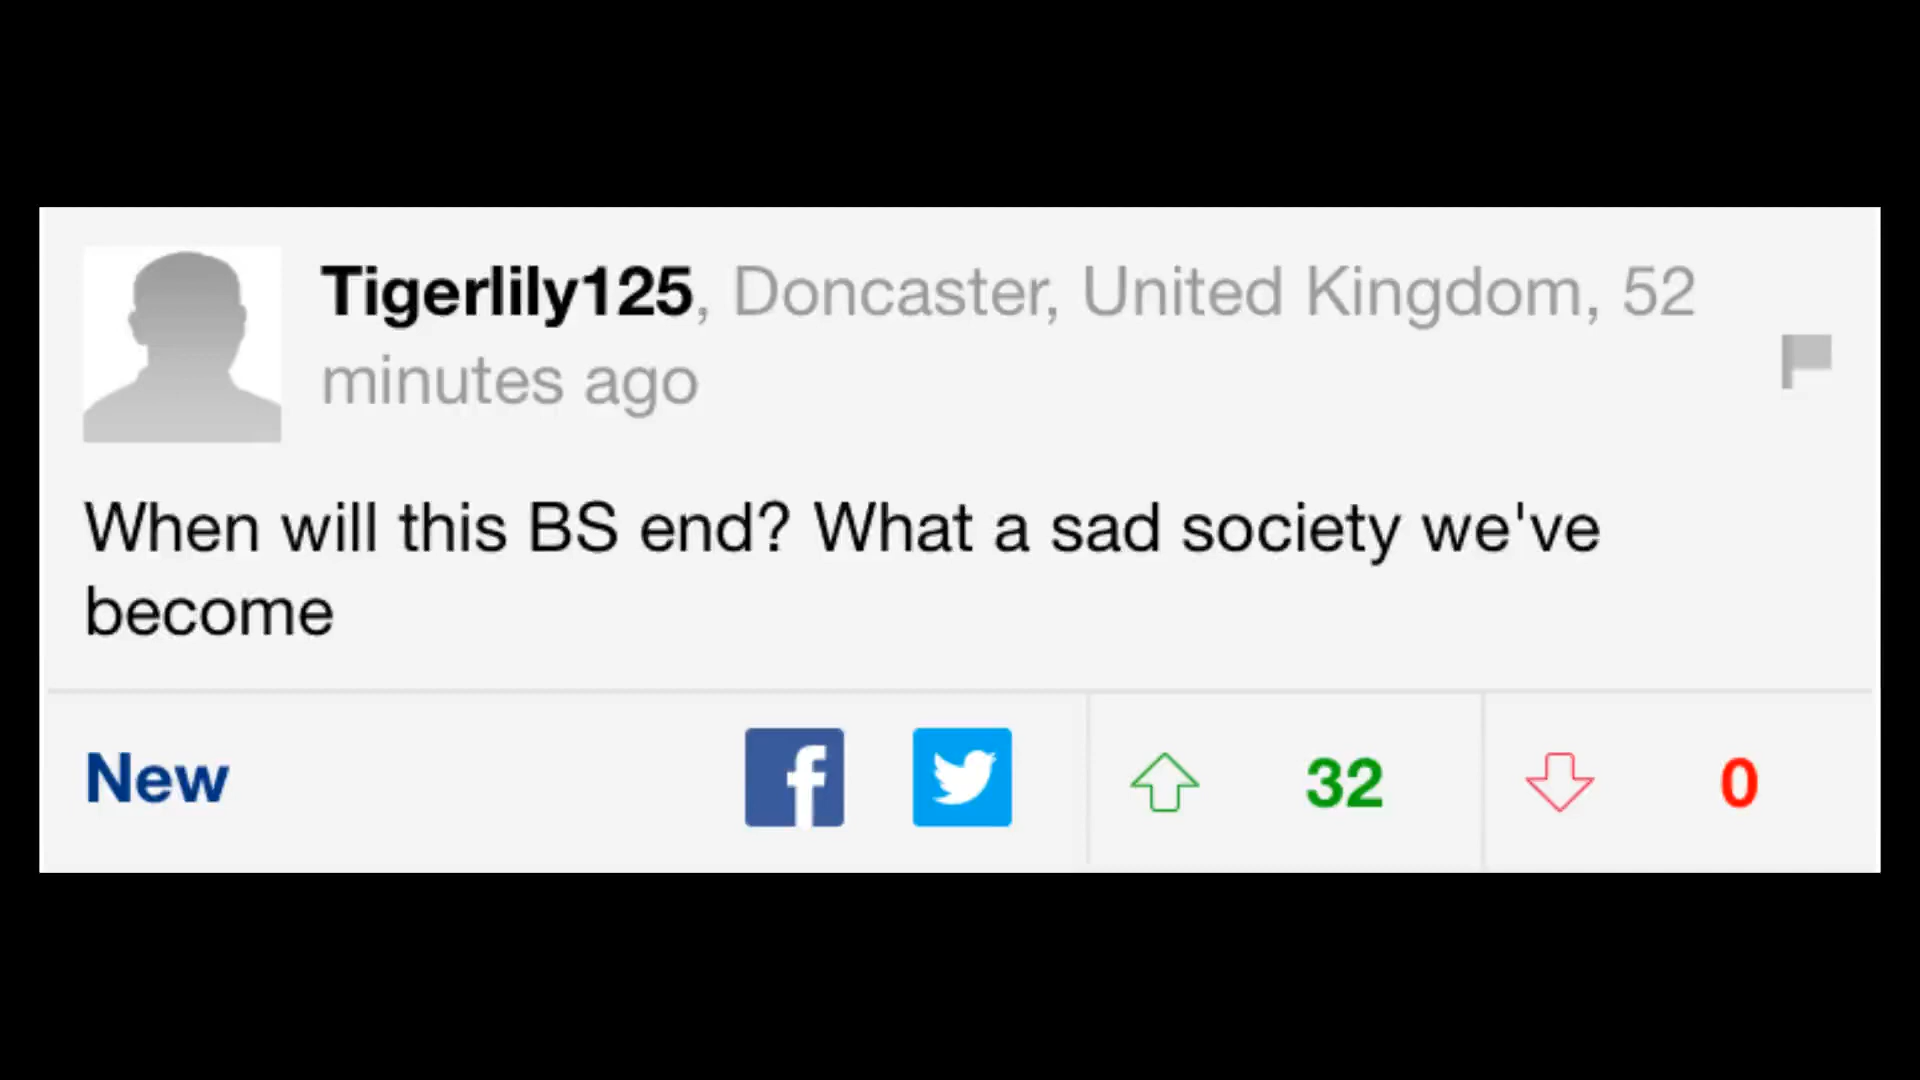 Tigerlily125, Doncaster, United Kingdom, 52
minutes ago
When will this BS end? What a sad society we've
become
New
32
0